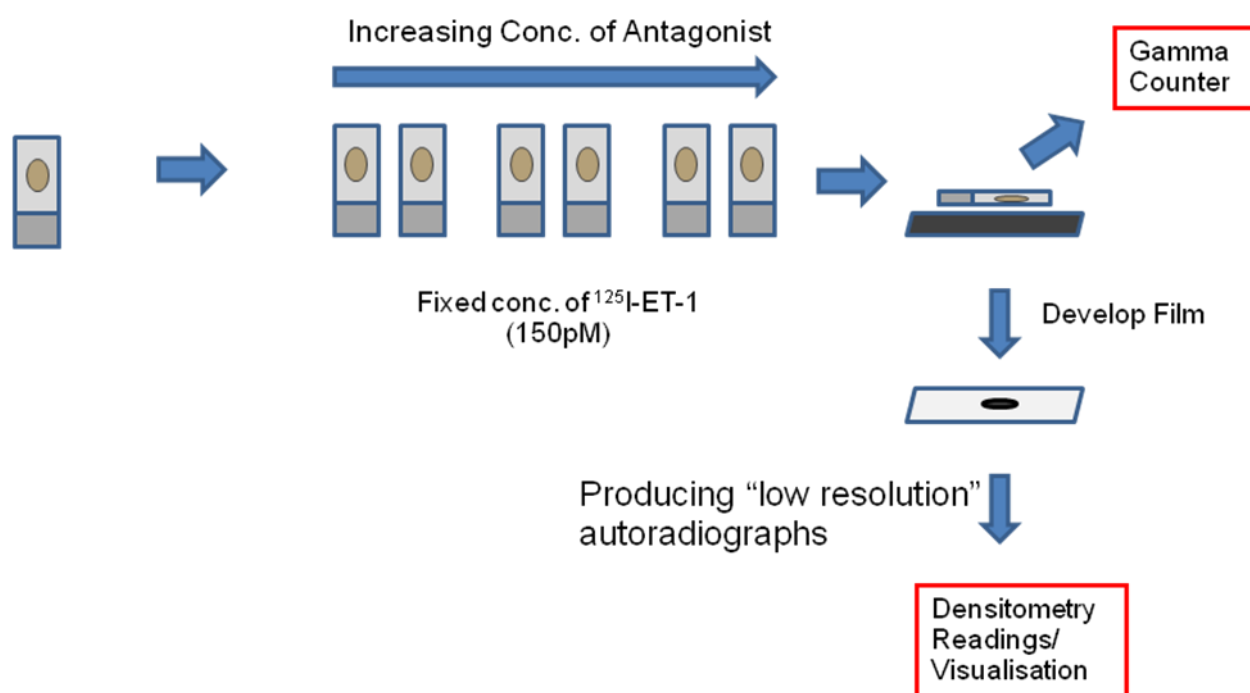 Increasing Conc. of Antagonist
Gamma
Counter
Fixed conc. of ¹²⁵I-ET-1
(150pM)
Develop Film
Producing “low resolution”
autoradiographs
Densitometry
Readings/
Visualisation